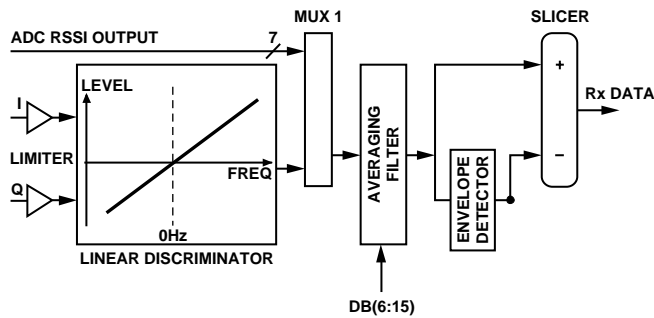 MUX 1
SLICER
ADC RSSI OUTPUT
7
LEVEL
I
LIMITER
Q
FREQ
0Hz
LINEAR DISCRIMINATOR
AVERAGING
FILTER
DB(6:15)
ENVELOPE
DETECTOR
+
–
Rx DATA